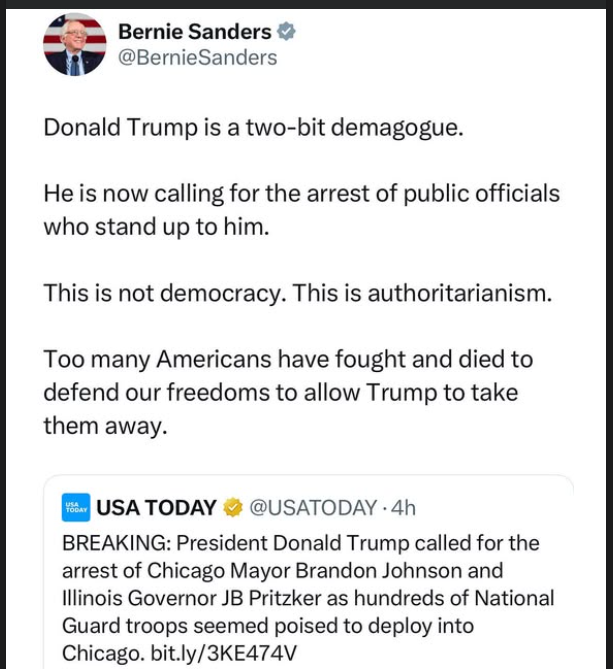 Bernie Sanders
@BernieSanders
Donald Trump is a two-bit demagogue.
He is now calling for the arrest of public officials
who stand up to him.
This is not democracy. This is authoritarianism.
Too many Americans have fought and died to
defend our freedoms to allow Trump to take
them away.
USA TODAY USA TODAY @USATODAY · 4h
BREAKING: President Donald Trump called for the
arrest of Chicago Mayor Brandon Johnson and
Illinois Governor JB Pritzker as hundreds of National
Guard troops seemed poised to deploy into
Chicago. bit.ly/3KE474V